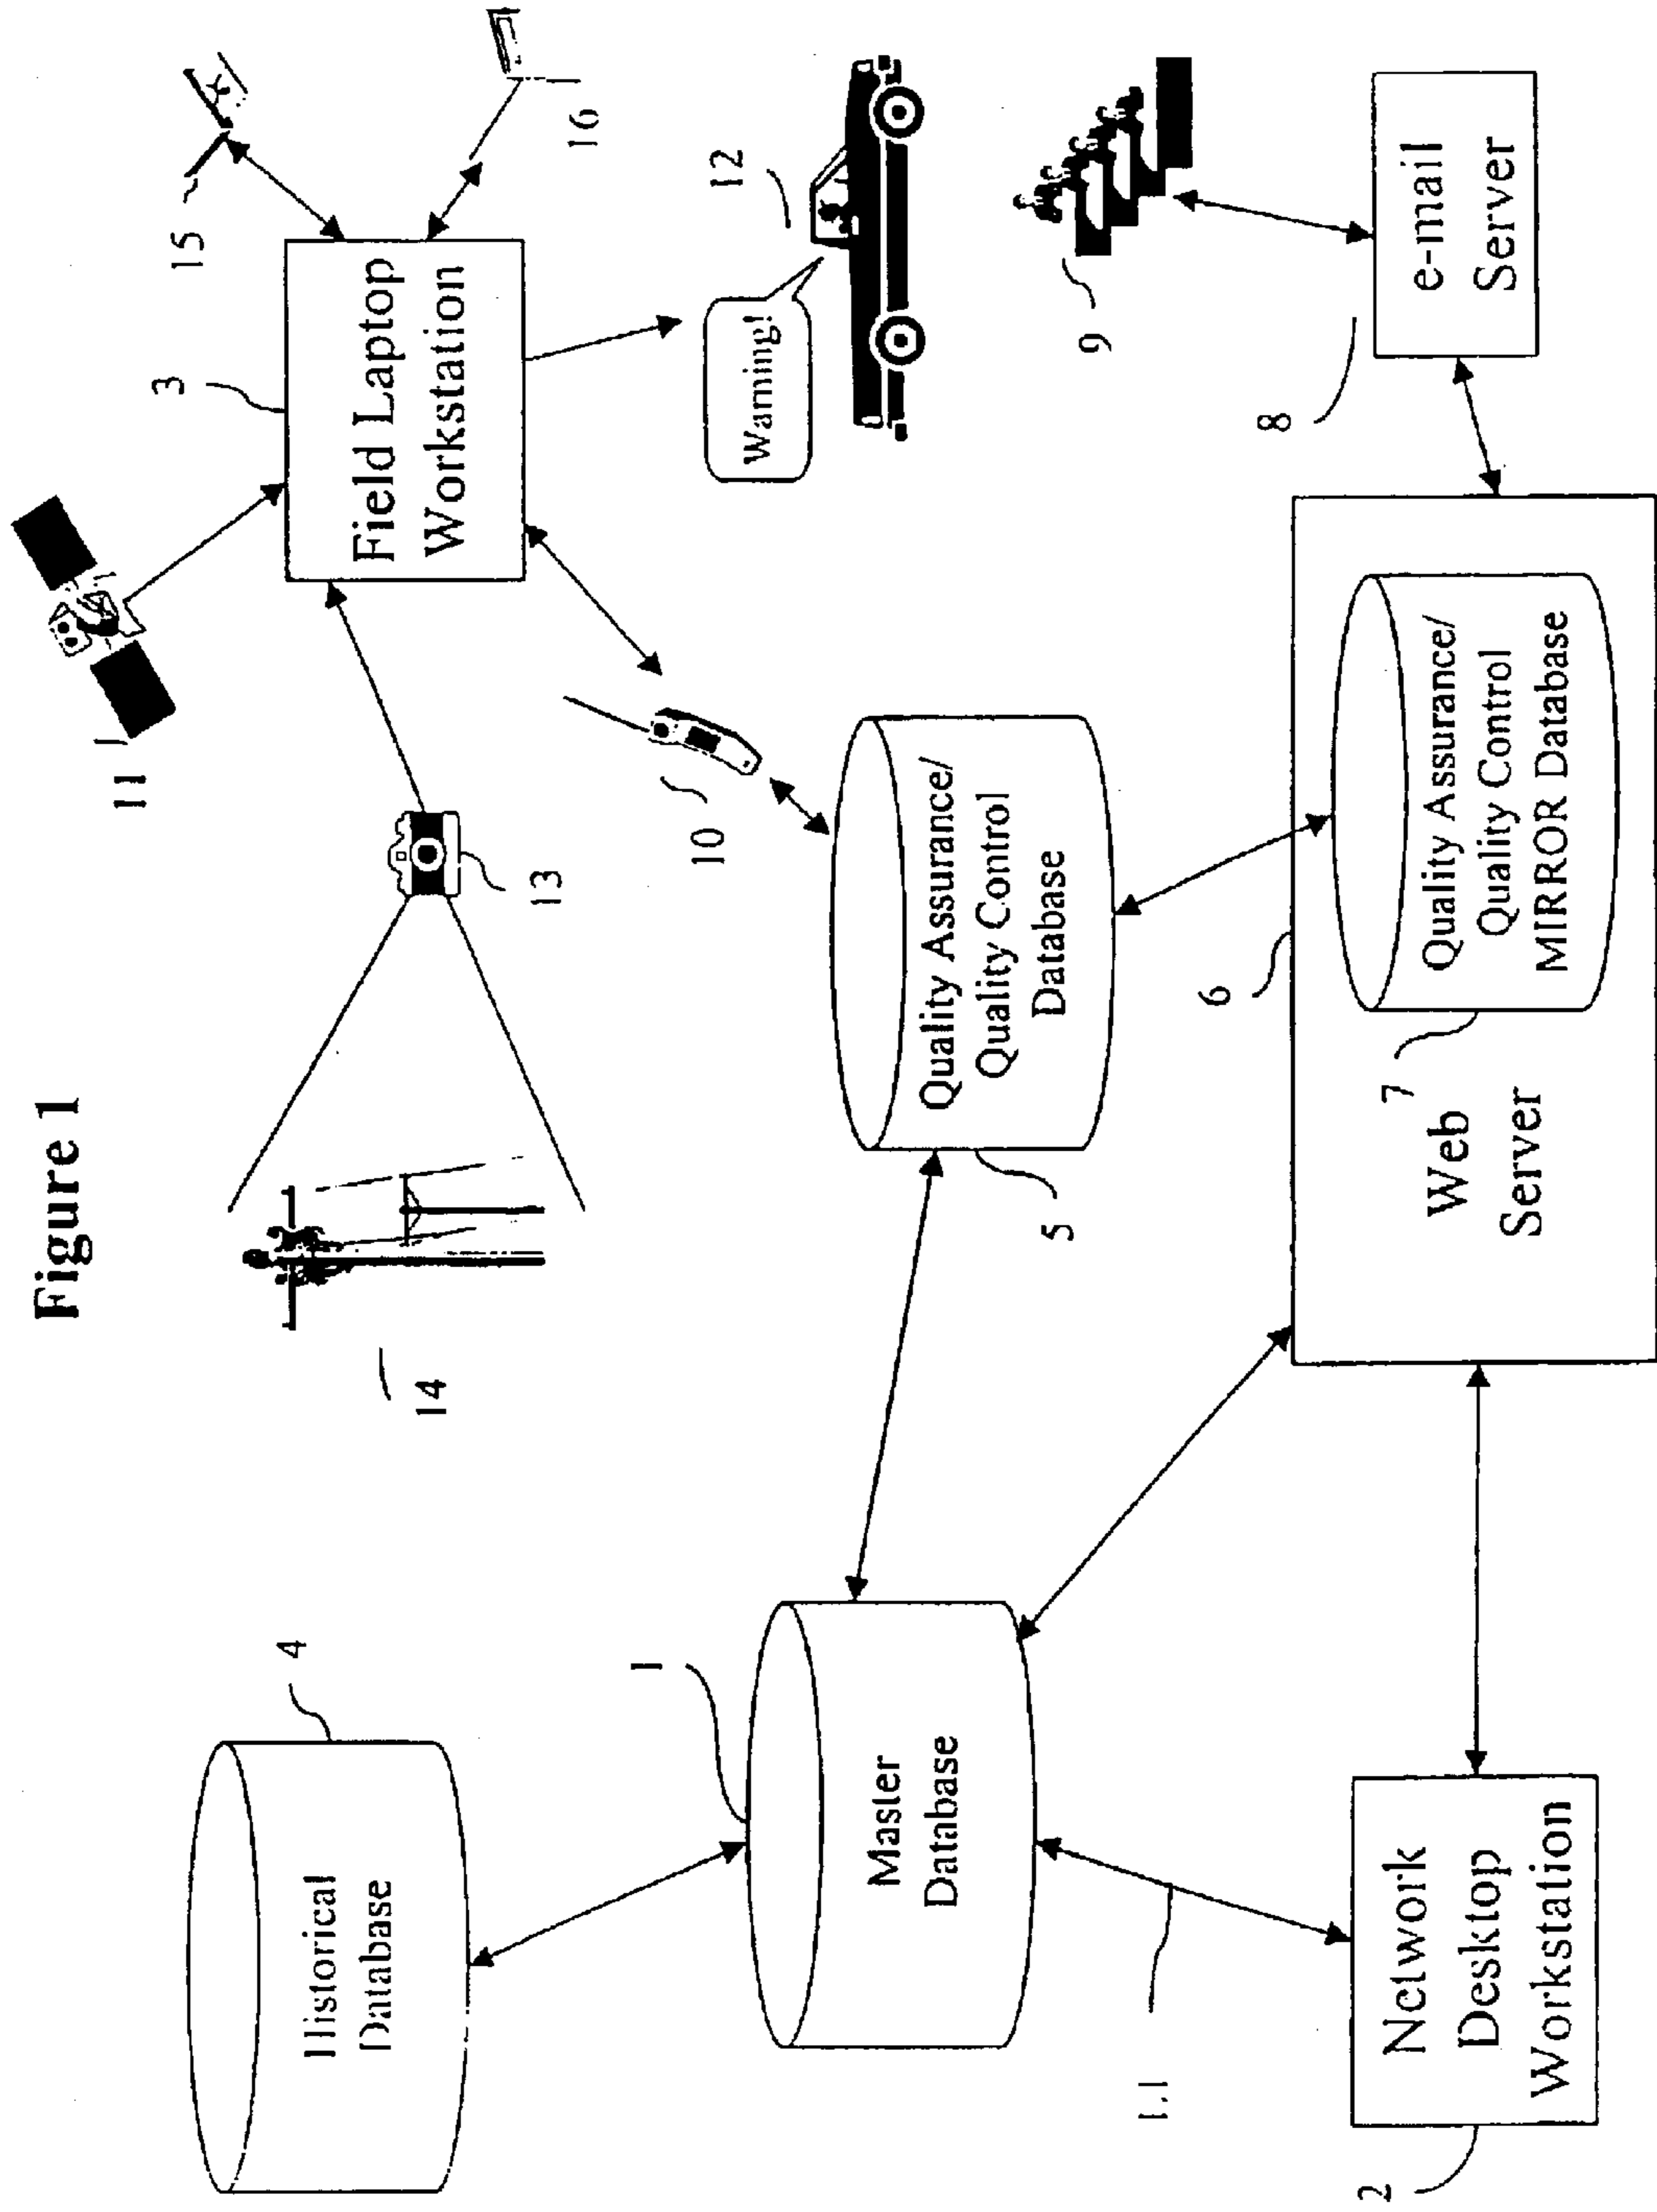 Figure 1
Historical
Database
4
14
13
11
3
15
16
Field Laptop
Workstation
10
12
Warning!
1
Master
Database
5
Quality Assurance/
Quality Control
Database
9
1.1
6
7
Web
Server
Quality Assurance/
Quality Control
MIRROR Database
8
e-mail
Server
2
Network
Desktop
Workstation